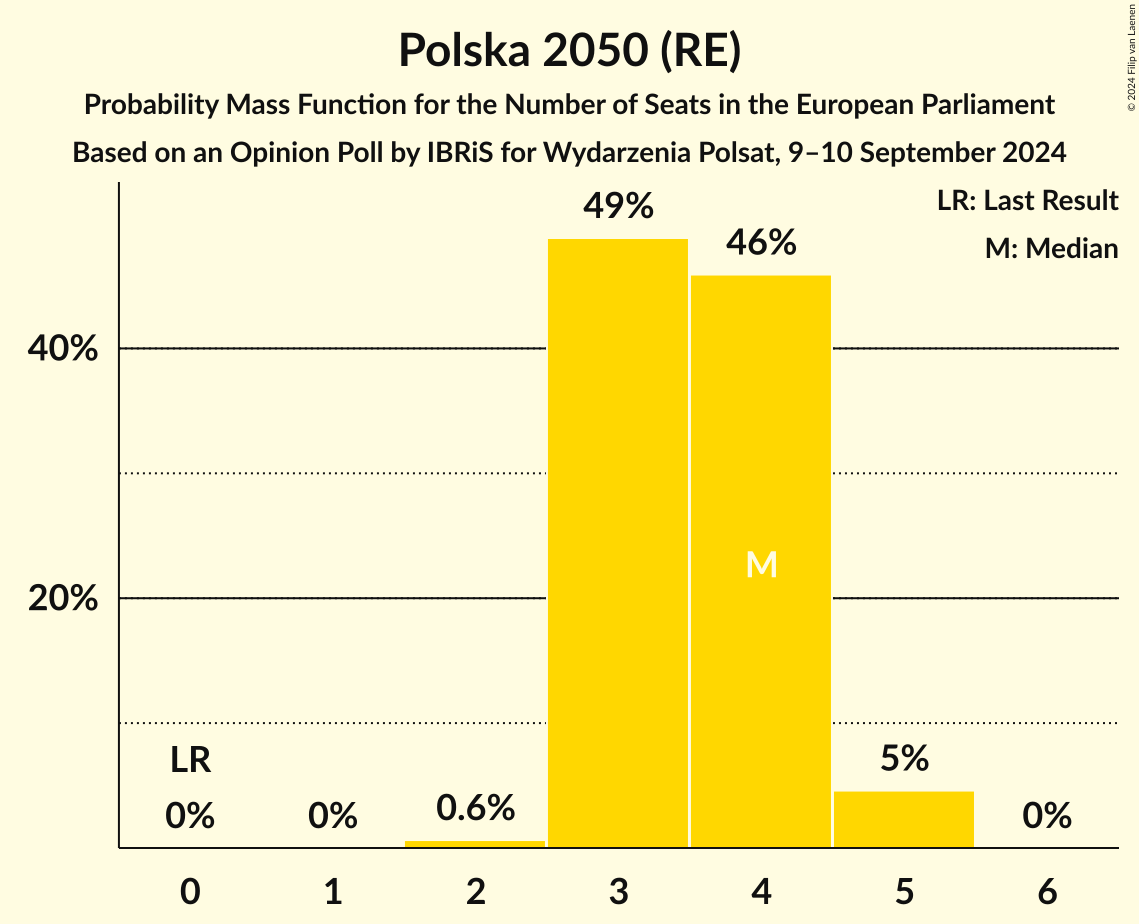 Polska 2050 (RE)
Probability Mass Function for the Number of Seats in the European Parliament
Based on an Opinion Poll by IBRiS for Wydarzenia Polsat, 9–10 September 2024
© 2024 Filip van Laenen
LR: Last Result
M: Median
49%
46%
40%
M
20%
LR
5%
0%
0%
0.6%
0%
0
1
2
3
4
5
6